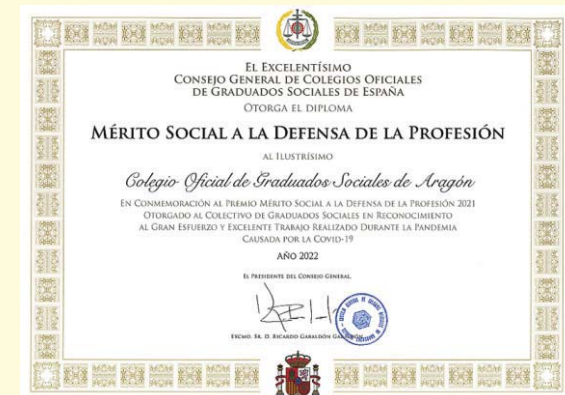 EL EXCELENTÍSIMO
CONSEJO GENERAL DE COLEGIOS OFICIALES
DE GRADUADOS SOCIALES DE ESPAÑA
OTORGA EL DIPLOMA
MÉRITO SOCIAL A LA DEFENSA DE LA PROFESIÓN
AL ILUSTRÍSIMO
Colegio Oficial de Graduados Sociales de Aragón
EN CONMEMORACIÓN AL PREMIO MÉRITO SOCIAL A LA DEFENSA DE LA PROFESIÓN 2021
OTORGADO AL COLECTIVO DE GRADUADOS SOCIALES EN RECONOCIMIENTO
AL GRAN ESFUERZO Y EXCELENTE TRABAJO REALIZADO DURANTE LA PANDEMIA
CAUSADA POR LA COVID-19
AÑO 2022
EL PRESIDENTE DEL CONSEJO GENERAL,
EXCMO. SR. D. RICARDO GABALDÓN